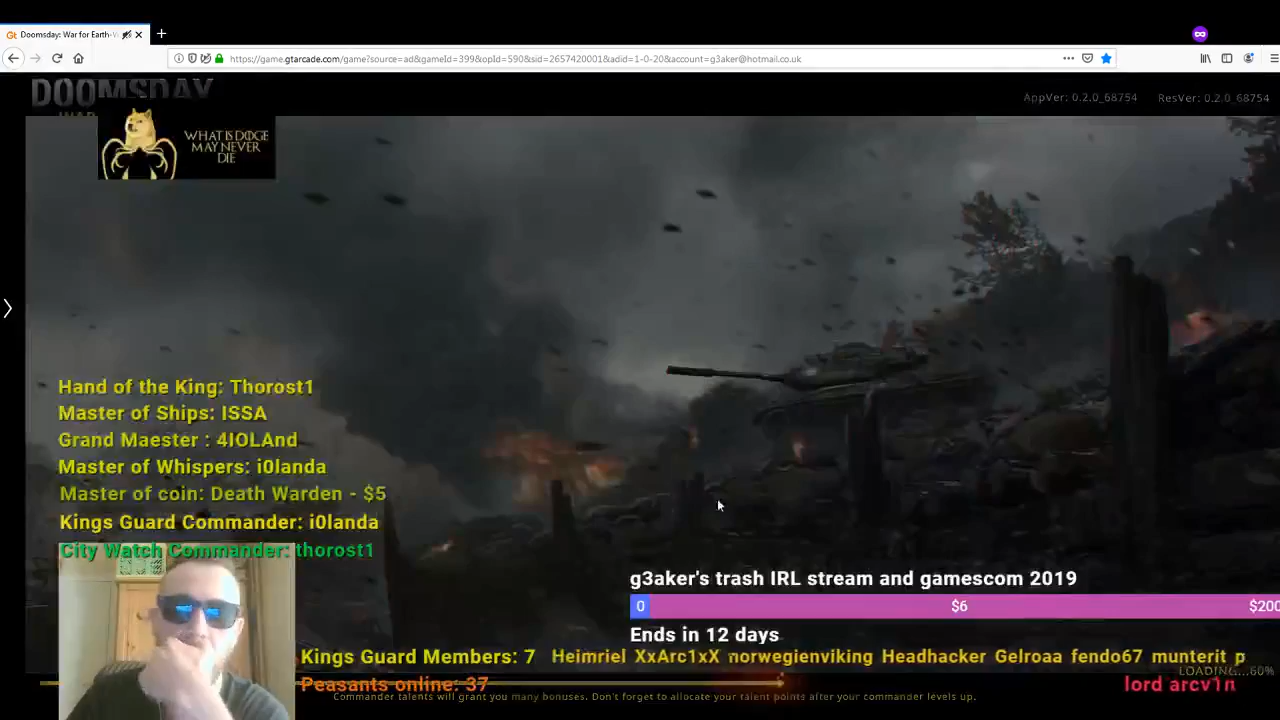 Doomsday: War for Earth-V
https://game.gtarcade.com/game?source=ad&gameId=399&opId=590&sid=2657420001&adid=1-0-20&account=g3aker@hotmail.co.uk
DOOMSDAY
AppVer: 0.2.0_68754 ResVer: 0.2.0_68754
WHAT IS DOGE
MAY NEVER
DIE
Hand of the King: Thorost1
Master of Ships: ISSA
Grand Maester : 4IOLAnd
Master of Whispers: i0landa
Master of coin: Death Warden - $5
Kings Guard Commander: i0landa
City Watch Commander: thorost1
g3aker's trash IRL stream and gamescom 2019
0 $6 $200
Ends in 12 days
Kings Guard Members: 7 Heimriel XxArc1xX norwegienviking Headhacker Gelroaa fendo67 munterit p
LOADING...60%
Peasants online: 37
lord arcv1n
Commander talents will grant you many bonuses. Don't forget to allocate your talent points after your commander levels up.